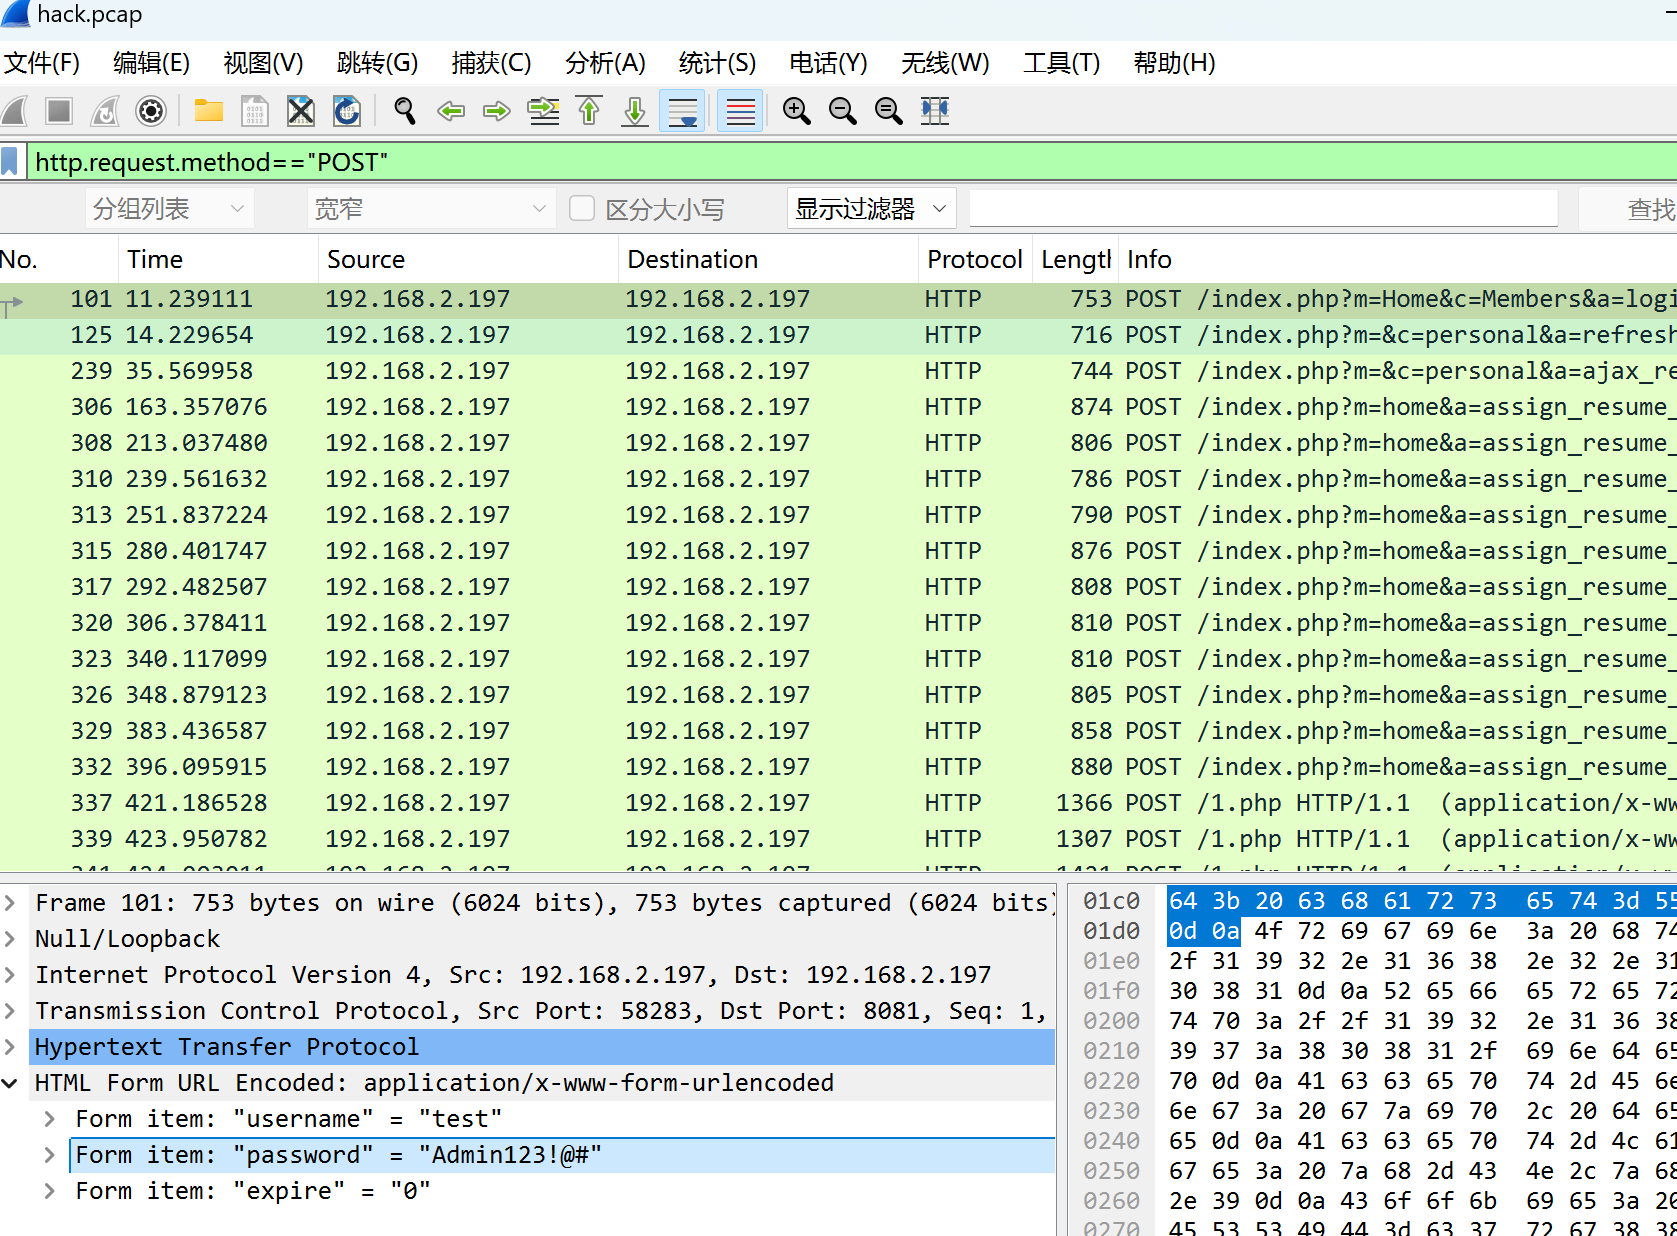 hack.pcap
文件(F) 编辑(E) 视图(V) 跳转(G) 捕获(C) 分析(A) 统计(S) 电话(Y) 无线(W) 工具(T) 帮助(H)
http.request.method=="POST"
分组列表 宽窄 区分大小写 显示过滤器 查找
No. Time Source Destination Protocol Length Info
101 11.239111 192.168.2.197 192.168.2.197 HTTP 753 POST /index.php?m=Home&c=Members&a=logi
125 14.229654 192.168.2.197 192.168.2.197 HTTP 716 POST /index.php?m=&c=personal&a=refresh
239 35.569958 192.168.2.197 192.168.2.197 HTTP 744 POST /index.php?m=&c=personal&a=ajax_re
306 163.357076 192.168.2.197 192.168.2.197 HTTP 874 POST /index.php?m=home&a=assign_resume_
308 213.037480 192.168.2.197 192.168.2.197 HTTP 806 POST /index.php?m=home&a=assign_resume_
310 239.561632 192.168.2.197 192.168.2.197 HTTP 786 POST /index.php?m=home&a=assign_resume_
313 251.837224 192.168.2.197 192.168.2.197 HTTP 790 POST /index.php?m=home&a=assign_resume_
315 280.401747 192.168.2.197 192.168.2.197 HTTP 876 POST /index.php?m=home&a=assign_resume_
317 292.482507 192.168.2.197 192.168.2.197 HTTP 808 POST /index.php?m=home&a=assign_resume_
320 306.378411 192.168.2.197 192.168.2.197 HTTP 810 POST /index.php?m=home&a=assign_resume_
323 340.117099 192.168.2.197 192.168.2.197 HTTP 810 POST /index.php?m=home&a=assign_resume_
326 348.879123 192.168.2.197 192.168.2.197 HTTP 805 POST /index.php?m=home&a=assign_resume_
329 383.436587 192.168.2.197 192.168.2.197 HTTP 858 POST /index.php?m=home&a=assign_resume_
332 396.095915 192.168.2.197 192.168.2.197 HTTP 880 POST /index.php?m=home&a=assign_resume_
337 421.186528 192.168.2.197 192.168.2.197 HTTP 1366 POST /1.php HTTP/1.1 (application/x-ww
339 423.950782 192.168.2.197 192.168.2.197 HTTP 1307 POST /1.php HTTP/1.1 (application/x-ww
Frame 101: 753 bytes on wire (6024 bits), 753 bytes captured (6024 bits)
Null/Loopback
Internet Protocol Version 4, Src: 192.168.2.197, Dst: 192.168.2.197
Transmission Control Protocol, Src Port: 58283, Dst Port: 8081, Seq: 1,
Hypertext Transfer Protocol
HTML Form URL Encoded: application/x-www-form-urlencoded
Form item: "username" = "test"
Form item: "password" = "Admin123!@#"
Form item: "expire" = "0"
01c0 64 3b 20 63 68 61 72 73 65 74 3d 55
01d0 0d 0a 4f 72 69 67 69 6e 3a 20 68 74
01e0 2f 31 39 32 2e 31 36 38 2e 32 2e 31
01f0 30 38 31 0d 0a 52 65 66 65 72 65 72
0200 74 70 3a 2f 2f 31 39 32 2e 31 36 38
0210 39 37 3a 38 30 38 31 2f 69 6e 64 65
0220 70 0d 0a 41 63 63 65 70 74 2d 45 6e
0230 6e 67 3a 20 67 7a 69 70 2c 20 64 65
0240 65 0d 0a 41 63 63 65 70 74 2d 4c 61
0250 67 65 3a 20 7a 68 2d 43 4e 2c 7a 68
0260 2e 39 0d 0a 43 6f 6f 6b 69 65 3a 20
0270 45 53 53 49 44 3d 63 37 72 67 38 38